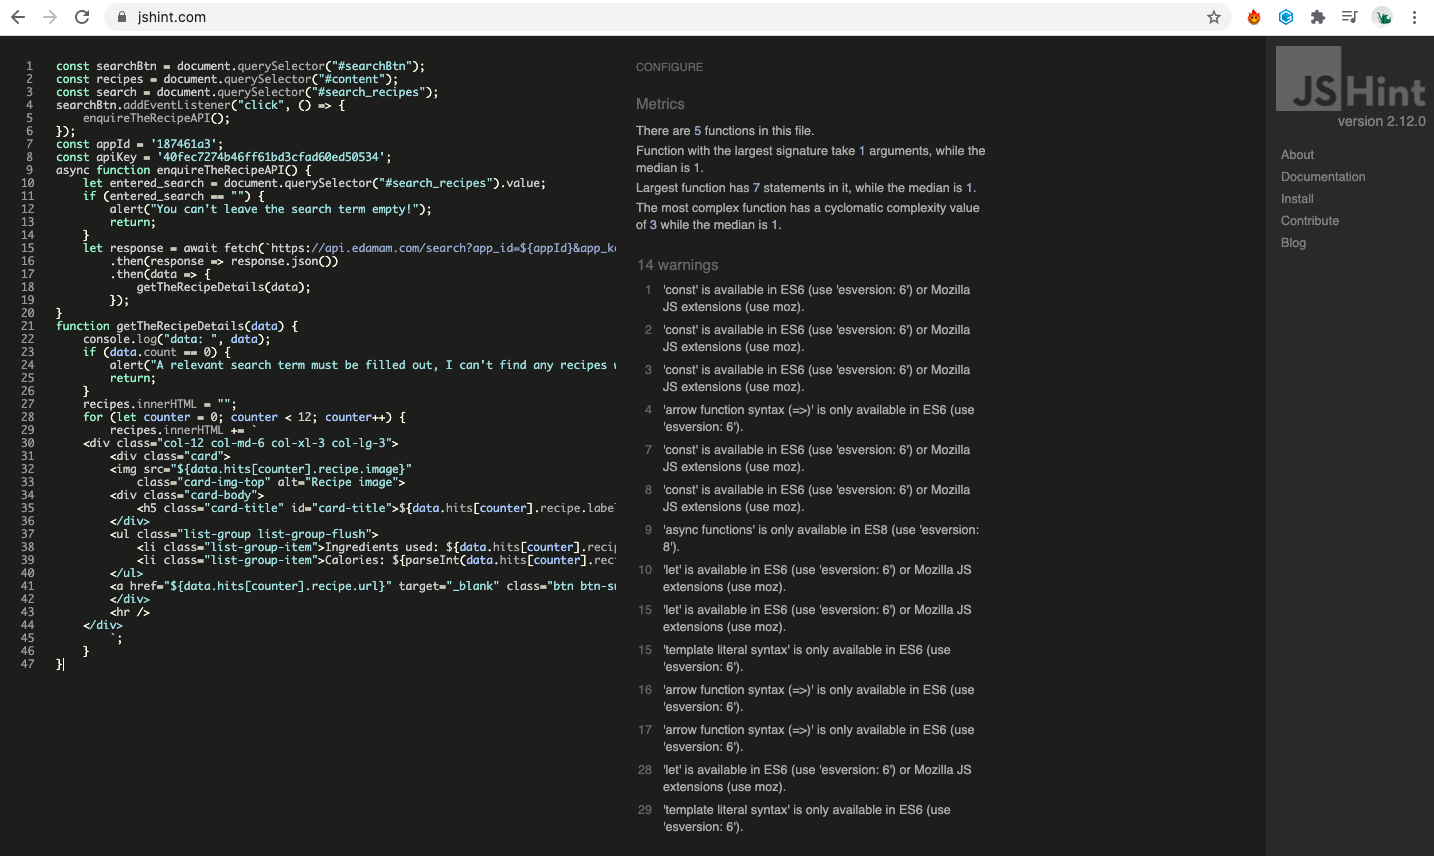 jshint.com
1 const searchBtn = document.querySelector("#searchBtn");
2 const recipes = document.querySelector("#content");
3 const search = document.querySelector("#search_recipes");
4 searchBtn.addEventListener("click", () => {
5 enquireTheRecipeAPI();
6 });
7 const appId = '187461a3';
8 const apiKey = '40fec7274b46ff61bd3cfad60ed50534';
9 async function enquireTheRecipeAPI() {
10 let entered_search = document.querySelector("#search_recipes").value;
11 if (entered_search == "") {
12 alert("You can't leave the search term empty!");
13 return;
14 }
15 let response = await fetch(`https://api.edamam.com/search?app_id=${appId}&app_k
16 .then(response => response.json())
17 .then(data => {
18 getTheRecipeDetails(data);
19 });
20 }
21 function getTheRecipeDetails(data) {
22 console.log("data: ", data);
23 if (data.count == 0) {
24 alert("A relevant search term must be filled out, I can't find any recipes
25 return;
26 }
27 recipes.innerHTML = "";
28 for (let counter = 0; counter < 12; counter++) {
29 recipes.innerHTML += `
30 <div class="col-12 col-md-6 col-xl-3 col-lg-3">
31 <div class="card">
32 <img src="${data.hits[counter].recipe.image}"
33 class="card-img-top" alt="Recipe image">
34 <div class="card-body">
35 <h5 class="card-title" id="card-title">${data.hits[counter].recipe.label
36 </div>
37 <ul class="list-group list-group-flush">
38 <li class="list-group-item">Ingredients used: ${data.hits[counter].recip
39 <li class="list-group-item">Calories: ${parseInt(data.hits[counter].rec
40 </ul>
41 <a href="${data.hits[counter].recipe.url}" target="_blank" class="btn btn-su
42 </div>
43 <hr />
44 </div>
45 `;
46 }
47 }
CONFIGURE
Metrics
There are 5 functions in this file.
Function with the largest signature take 1 arguments, while the
median is 1.
Largest function has 7 statements in it, while the median is 1.
The most complex function has a cyclomatic complexity value
of 3 while the median is 1.
14 warnings
1 'const' is available in ES6 (use 'esversion: 6') or Mozilla
JS extensions (use moz).
2 'const' is available in ES6 (use 'esversion: 6') or Mozilla
JS extensions (use moz).
3 'const' is available in ES6 (use 'esversion: 6') or Mozilla
JS extensions (use moz).
4 'arrow function syntax (=>)' is only available in ES6 (use
'esversion: 6').
7 'const' is available in ES6 (use 'esversion: 6') or Mozilla
JS extensions (use moz).
8 'const' is available in ES6 (use 'esversion: 6') or Mozilla
JS extensions (use moz).
9 'async functions' is only available in ES8 (use 'esversion:
8').
10 'let' is available in ES6 (use 'esversion: 6') or Mozilla JS
extensions (use moz).
15 'let' is available in ES6 (use 'esversion: 6') or Mozilla JS
extensions (use moz).
15 'template literal syntax' is only available in ES6 (use
'esversion: 6').
16 'arrow function syntax (=>)' is only available in ES6 (use
'esversion: 6').
17 'arrow function syntax (=>)' is only available in ES6 (use
'esversion: 6').
28 'let' is available in ES6 (use 'esversion: 6') or Mozilla JS
extensions (use moz).
29 'template literal syntax' is only available in ES6 (use
'esversion: 6').
JSHint
version 2.12.0
About
Documentation
Install
Contribute
Blog